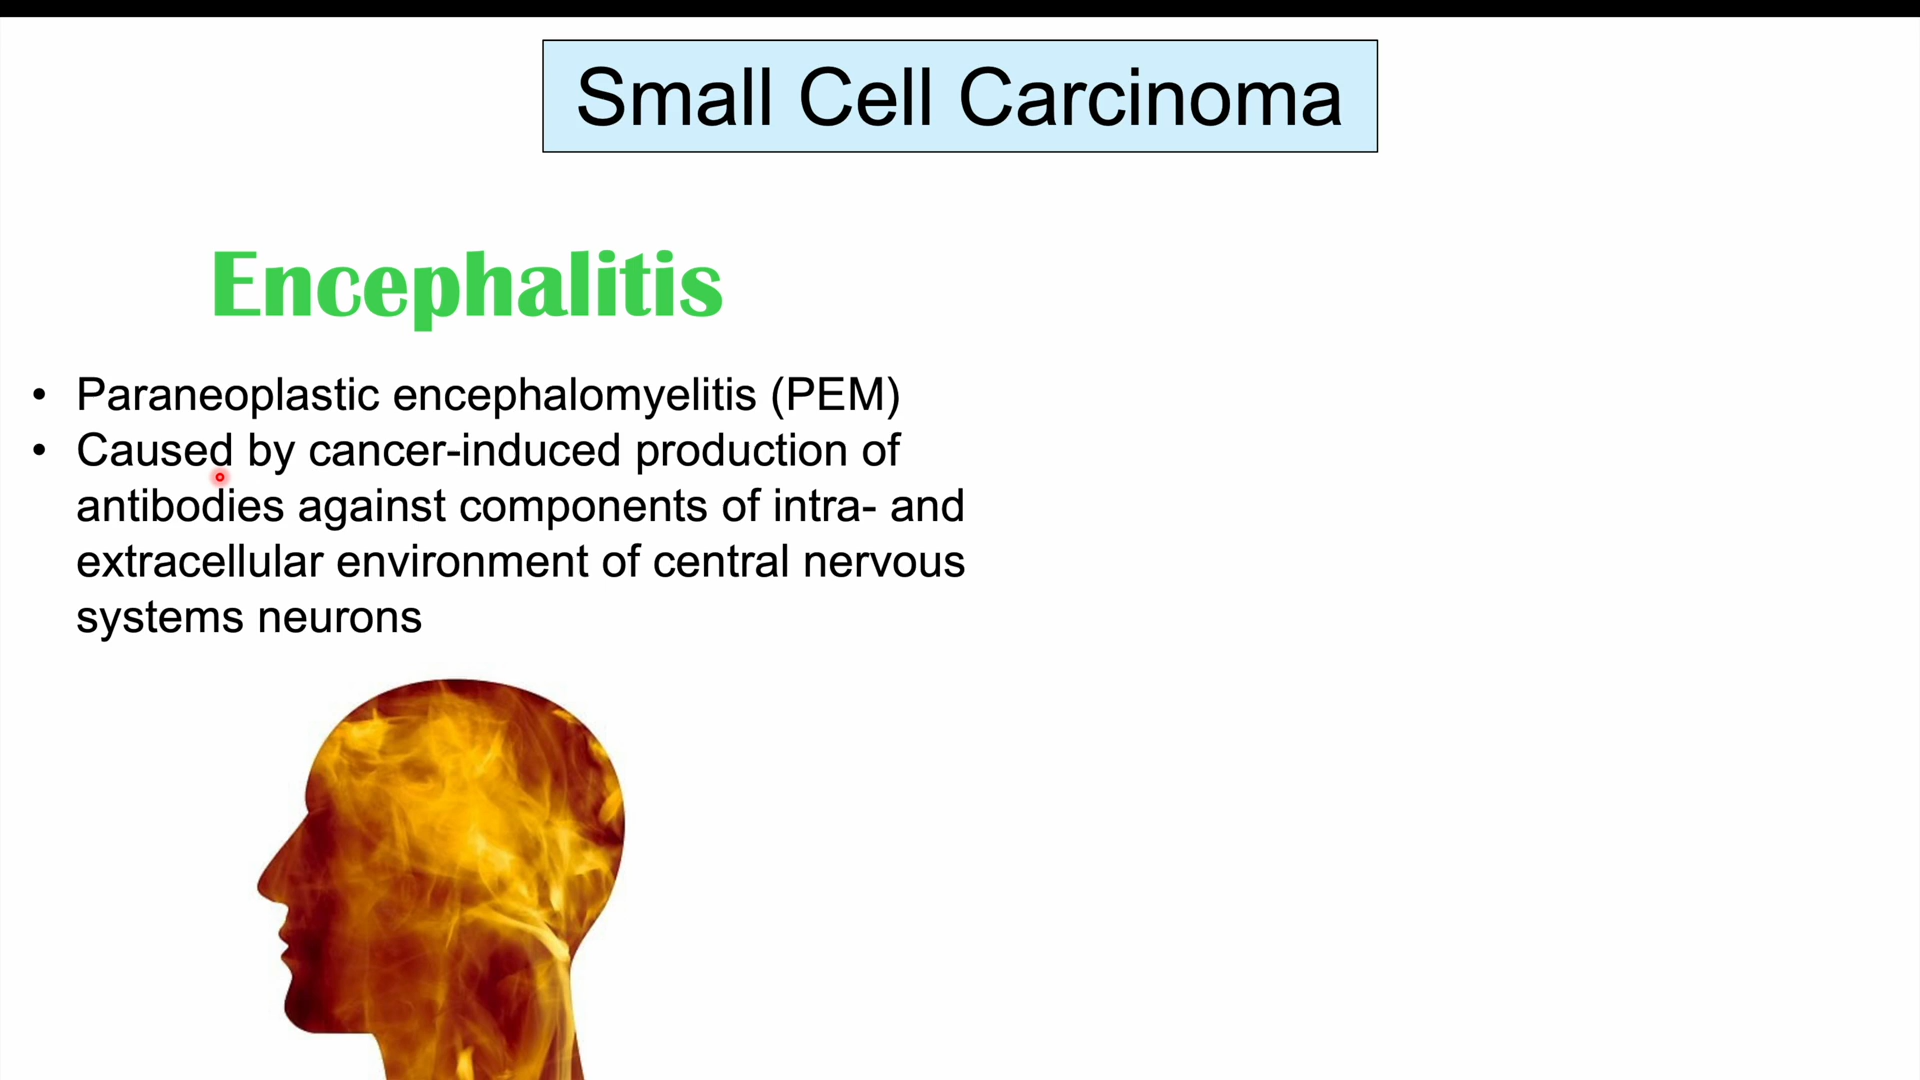 Small Cell Carcinoma
Encephalitis
• Paraneoplastic encephalomyelitis (PEM)
• Caused by cancer-induced production of
antibodies against components of intra- and
extracellular environment of central nervous
systems neurons